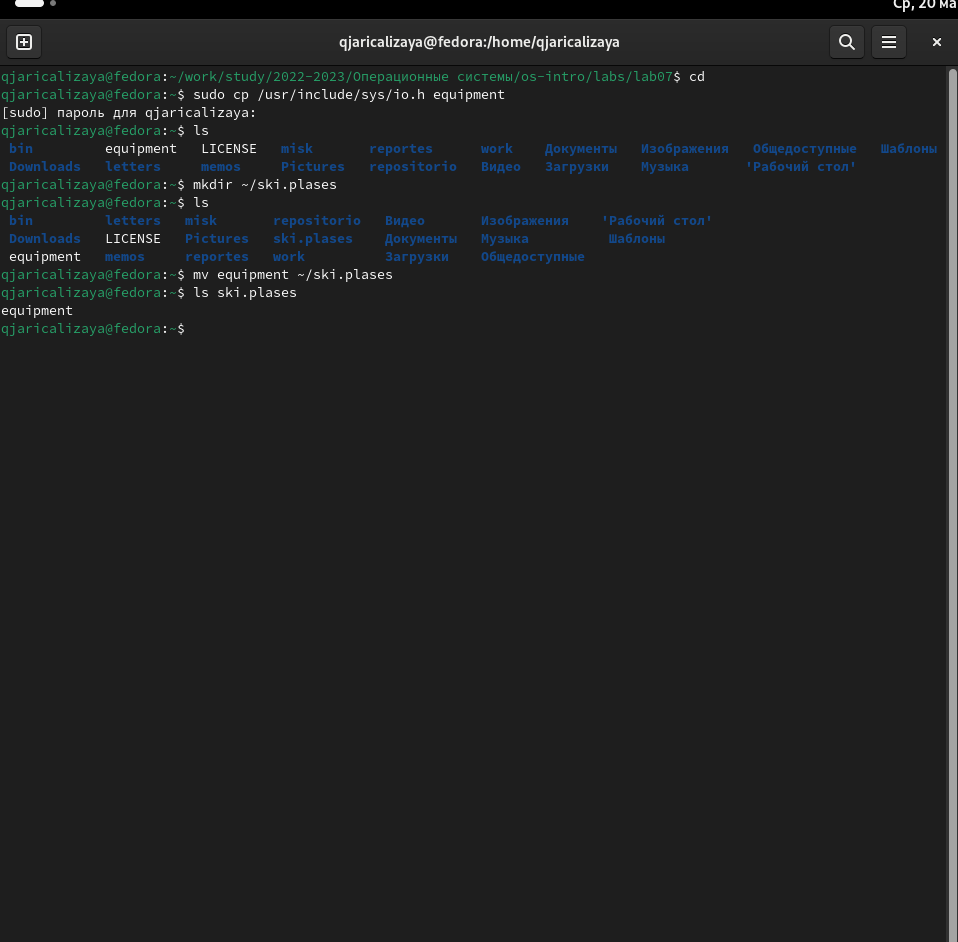 Ср, 20 ма
qjaricalizaya@fedora:/home/qjaricalizaya
qjaricalizaya@fedora:~/work/study/2022-2023/Операционные системы/os-intro/labs/lab07$ cd
qjaricalizaya@fedora:~$ sudo cp /usr/include/sys/io.h equipment
[sudo] пароль для qjaricalizaya:
qjaricalizaya@fedora:~$ ls
bin equipment LICENSE misk reportes work Документы Изображения Общедоступные Шаблоны
Downloads letters memos Pictures repositorio Видео Загрузки Музыка 'Рабочий стол'
qjaricalizaya@fedora:~$ mkdir ~/ski.plases
qjaricalizaya@fedora:~$ ls
bin letters misk repositorio Видео Изображения 'Рабочий стол'
Downloads LICENSE Pictures ski.plases Документы Музыка Шаблоны
equipment memos reportes work Загрузки Общедоступные
qjaricalizaya@fedora:~$ mv equipment ~/ski.plases
qjaricalizaya@fedora:~$ ls ski.plases
equipment
qjaricalizaya@fedora:~$